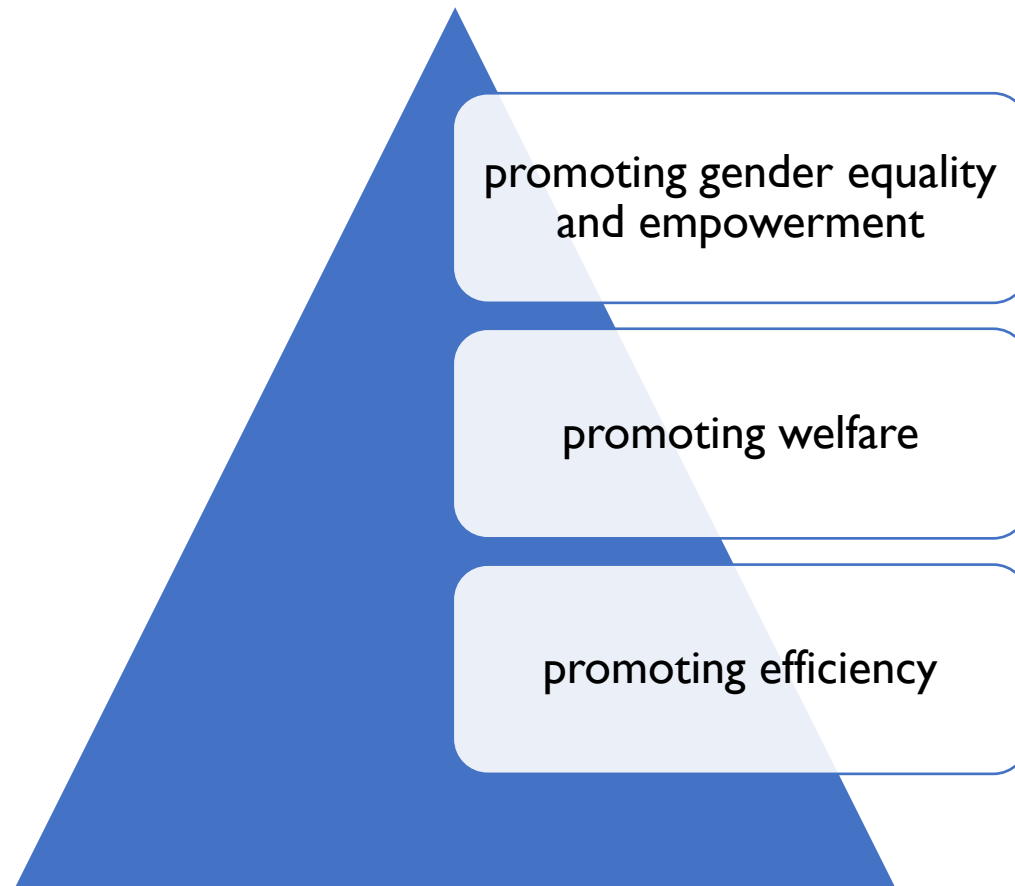 promoting gender equality
and empowerment
promoting welfare
promoting efficiency